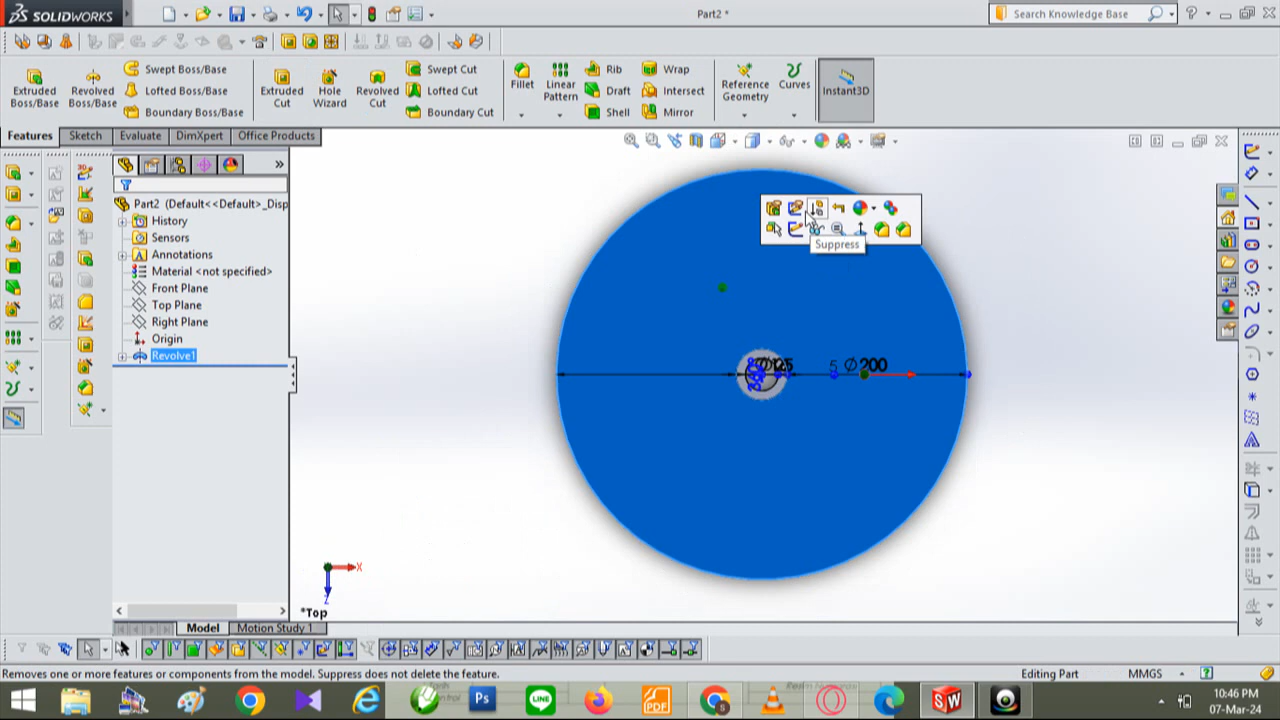 SOLIDWORKS
Part2 *
Search Knowledge Base
Extruded Boss/Base
Revolved Boss/Base
Swept Boss/Base
Lofted Boss/Base
Boundary Boss/Base
Extruded Cut
Hole Wizard
Revolved Cut
Swept Cut
Lofted Cut
Boundary Cut
Fillet
Linear Pattern
Rib
Draft
Shell
Wrap
Intersect
Mirror
Reference Geometry
Curves
Instant3D
Features
Sketch
Evaluate
DimXpert
Office Products
Part2 (Default<<Default>_Disp
History
Sensors
Annotations
Material <not specified>
Front Plane
Top Plane
Right Plane
Origin
Revolve1
Suppress
5 Ø200
X
Z
*Top
Model
Motion Study 1
Removes one or more features or components from the model. Suppress does not delete the feature.
Editing Part
MMGS
10:46 PM
07-Mar-24